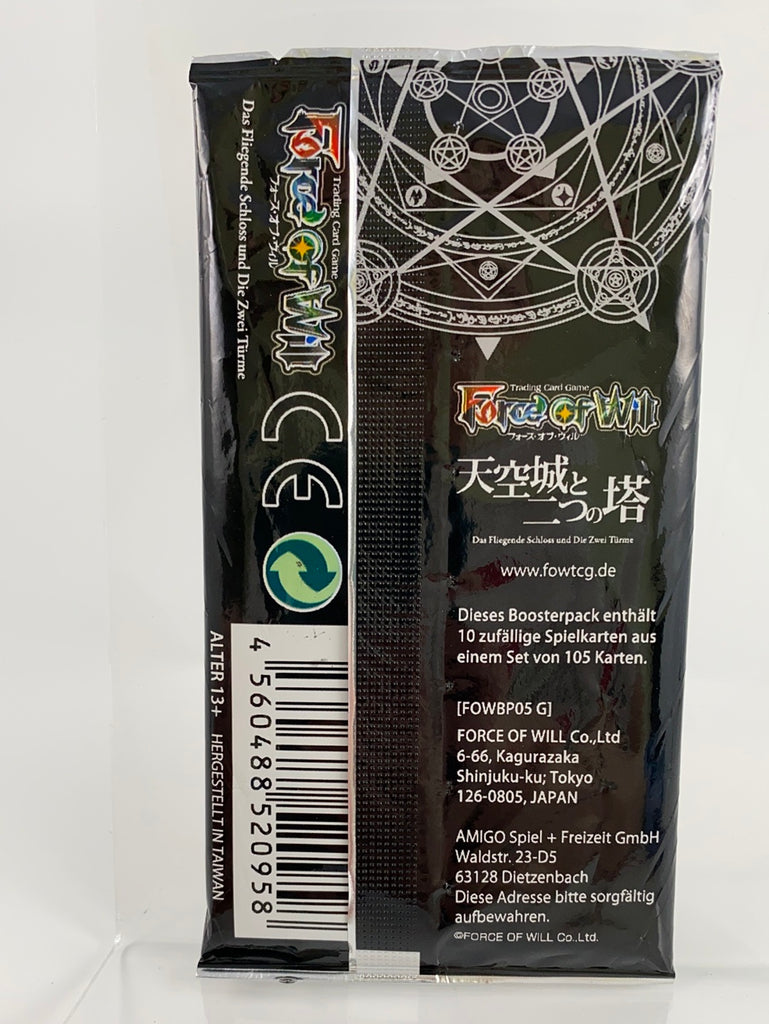 Trading Card Game
Force of Will
フォース・オブ・ウィル
Das Fliegende Schloss und Die Zwei Türme
CE
4 560488 520958
ALTER 13+ HERGESTELLT IN TAIWAN
Trading Card Game
Force of Will
フォース・オブ・ウィル
天空城と
二つの塔
Das Fliegende Schloss und Die Zwei Türme
www.fowtcg.de
Dieses Boosterpack enthält
10 zufällige Spielkarten aus
einem Set von 105 Karten.
[FOWBP05 G]
FORCE OF WILL Co.,Ltd
6-66, Kagurazaka
Shinjuku-ku; Tokyo
126-0805, JAPAN
AMIGO Spiel + Freizeit GmbH
Waldstr. 23-D5
63128 Dietzenbach
Diese Adresse bitte sorgfältig
aufbewahren.
©FORCE OF WILL Co.,Ltd.